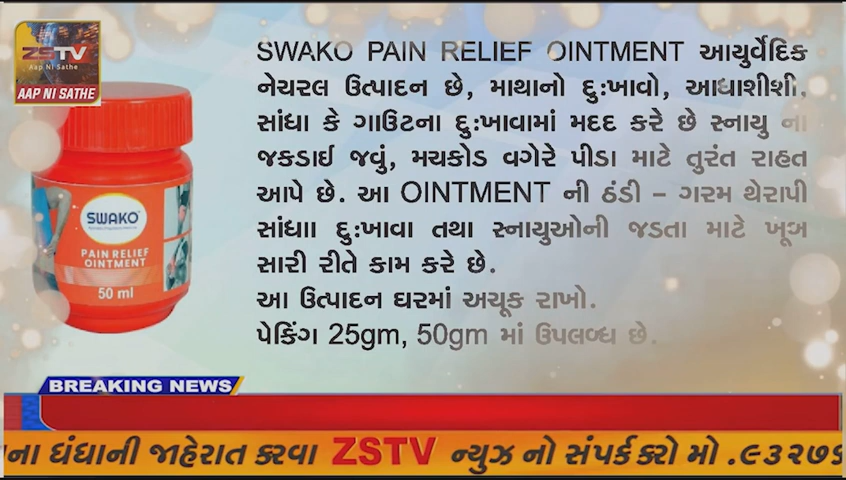 ZSTV
Aap Ni Sathe
AAP NI SATHE
SWAKO PAIN RELIEF OINTMENT આયુર્વેદિક
નેચરલ ઉત્પાદન છે, માથાનો દુઃખાવો, આધાશીશી,
સાંધા કે ગાઉટના દુઃખાવામાં મદદ કરે છે સ્નાયુ ના
જકડાઈ જવું, મચકોડ વગેરે પીડા માટે તુરંત રાહત
આપે છે. આ OINTMENT ની ઠંડી – ગરમ થેરાપી
સાંધાા દુઃખાવા તથા સ્નાયુઓની જડતા માટે ખૂબ
સારી રીતે કામ કરે છે.
આ ઉત્પાદન ઘરમાં અચૂક રાખો.
પેકિંગ 25gm, 50gm માં ઉપલબ્ધ છે.
SWAKO
PAIN RELIEF
OINTMENT
50 ml
BREAKING NEWS
ના ધંધાની જાહેરાત કરવા ZSTV ન્યુઝ નો સંપર્ક કરો મો .૯૩૨૭